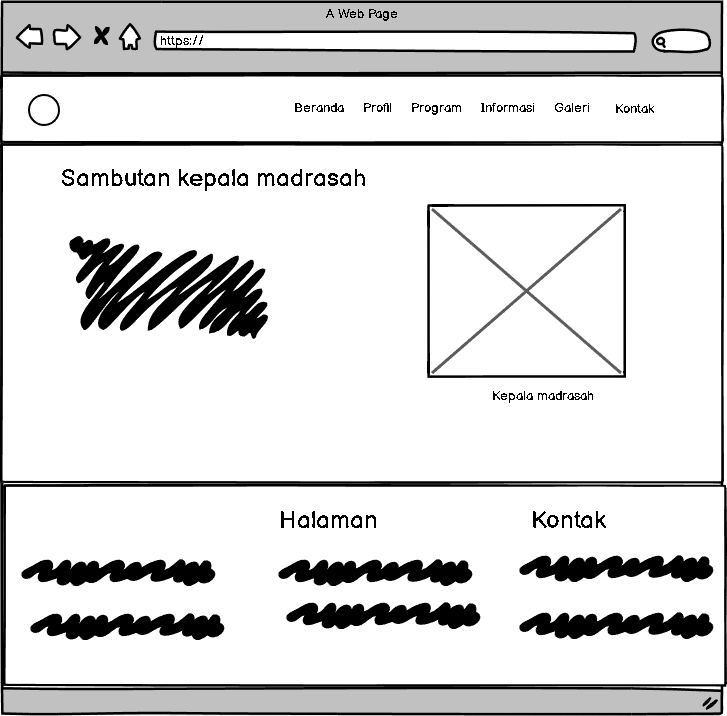 A Web Page
https://
Beranda Profil Program Informasi Galeri Kontak
Sambutan kepala madrasah
Kepala madrasah
Halaman Kontak